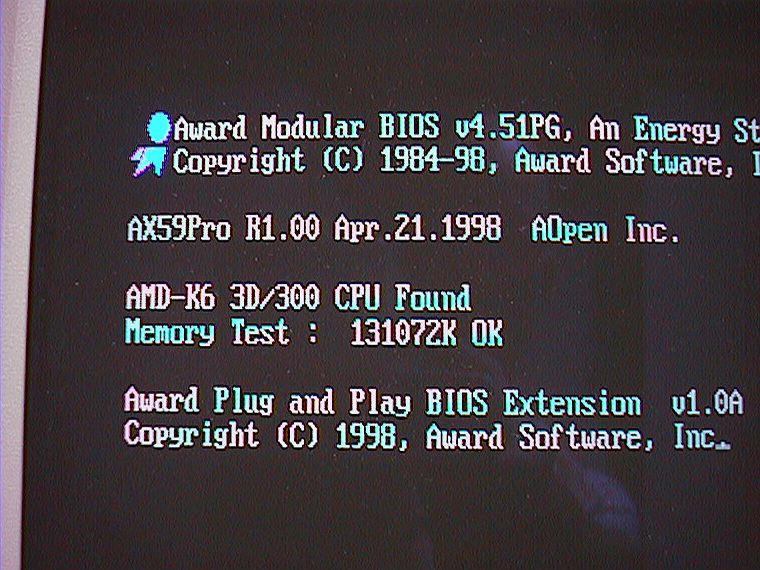 Award Modular BIOS v4.51PG, An Energy St
Copyright (C) 1984-98, Award Software, I
AX59Pro R1.00 Apr.21.1998 AOpen Inc.
AMD-K6 3D/300 CPU Found
Memory Test : 131072K OK
Award Plug and Play BIOS Extension v1.0A
Copyright (C) 1998, Award Software, Inc.